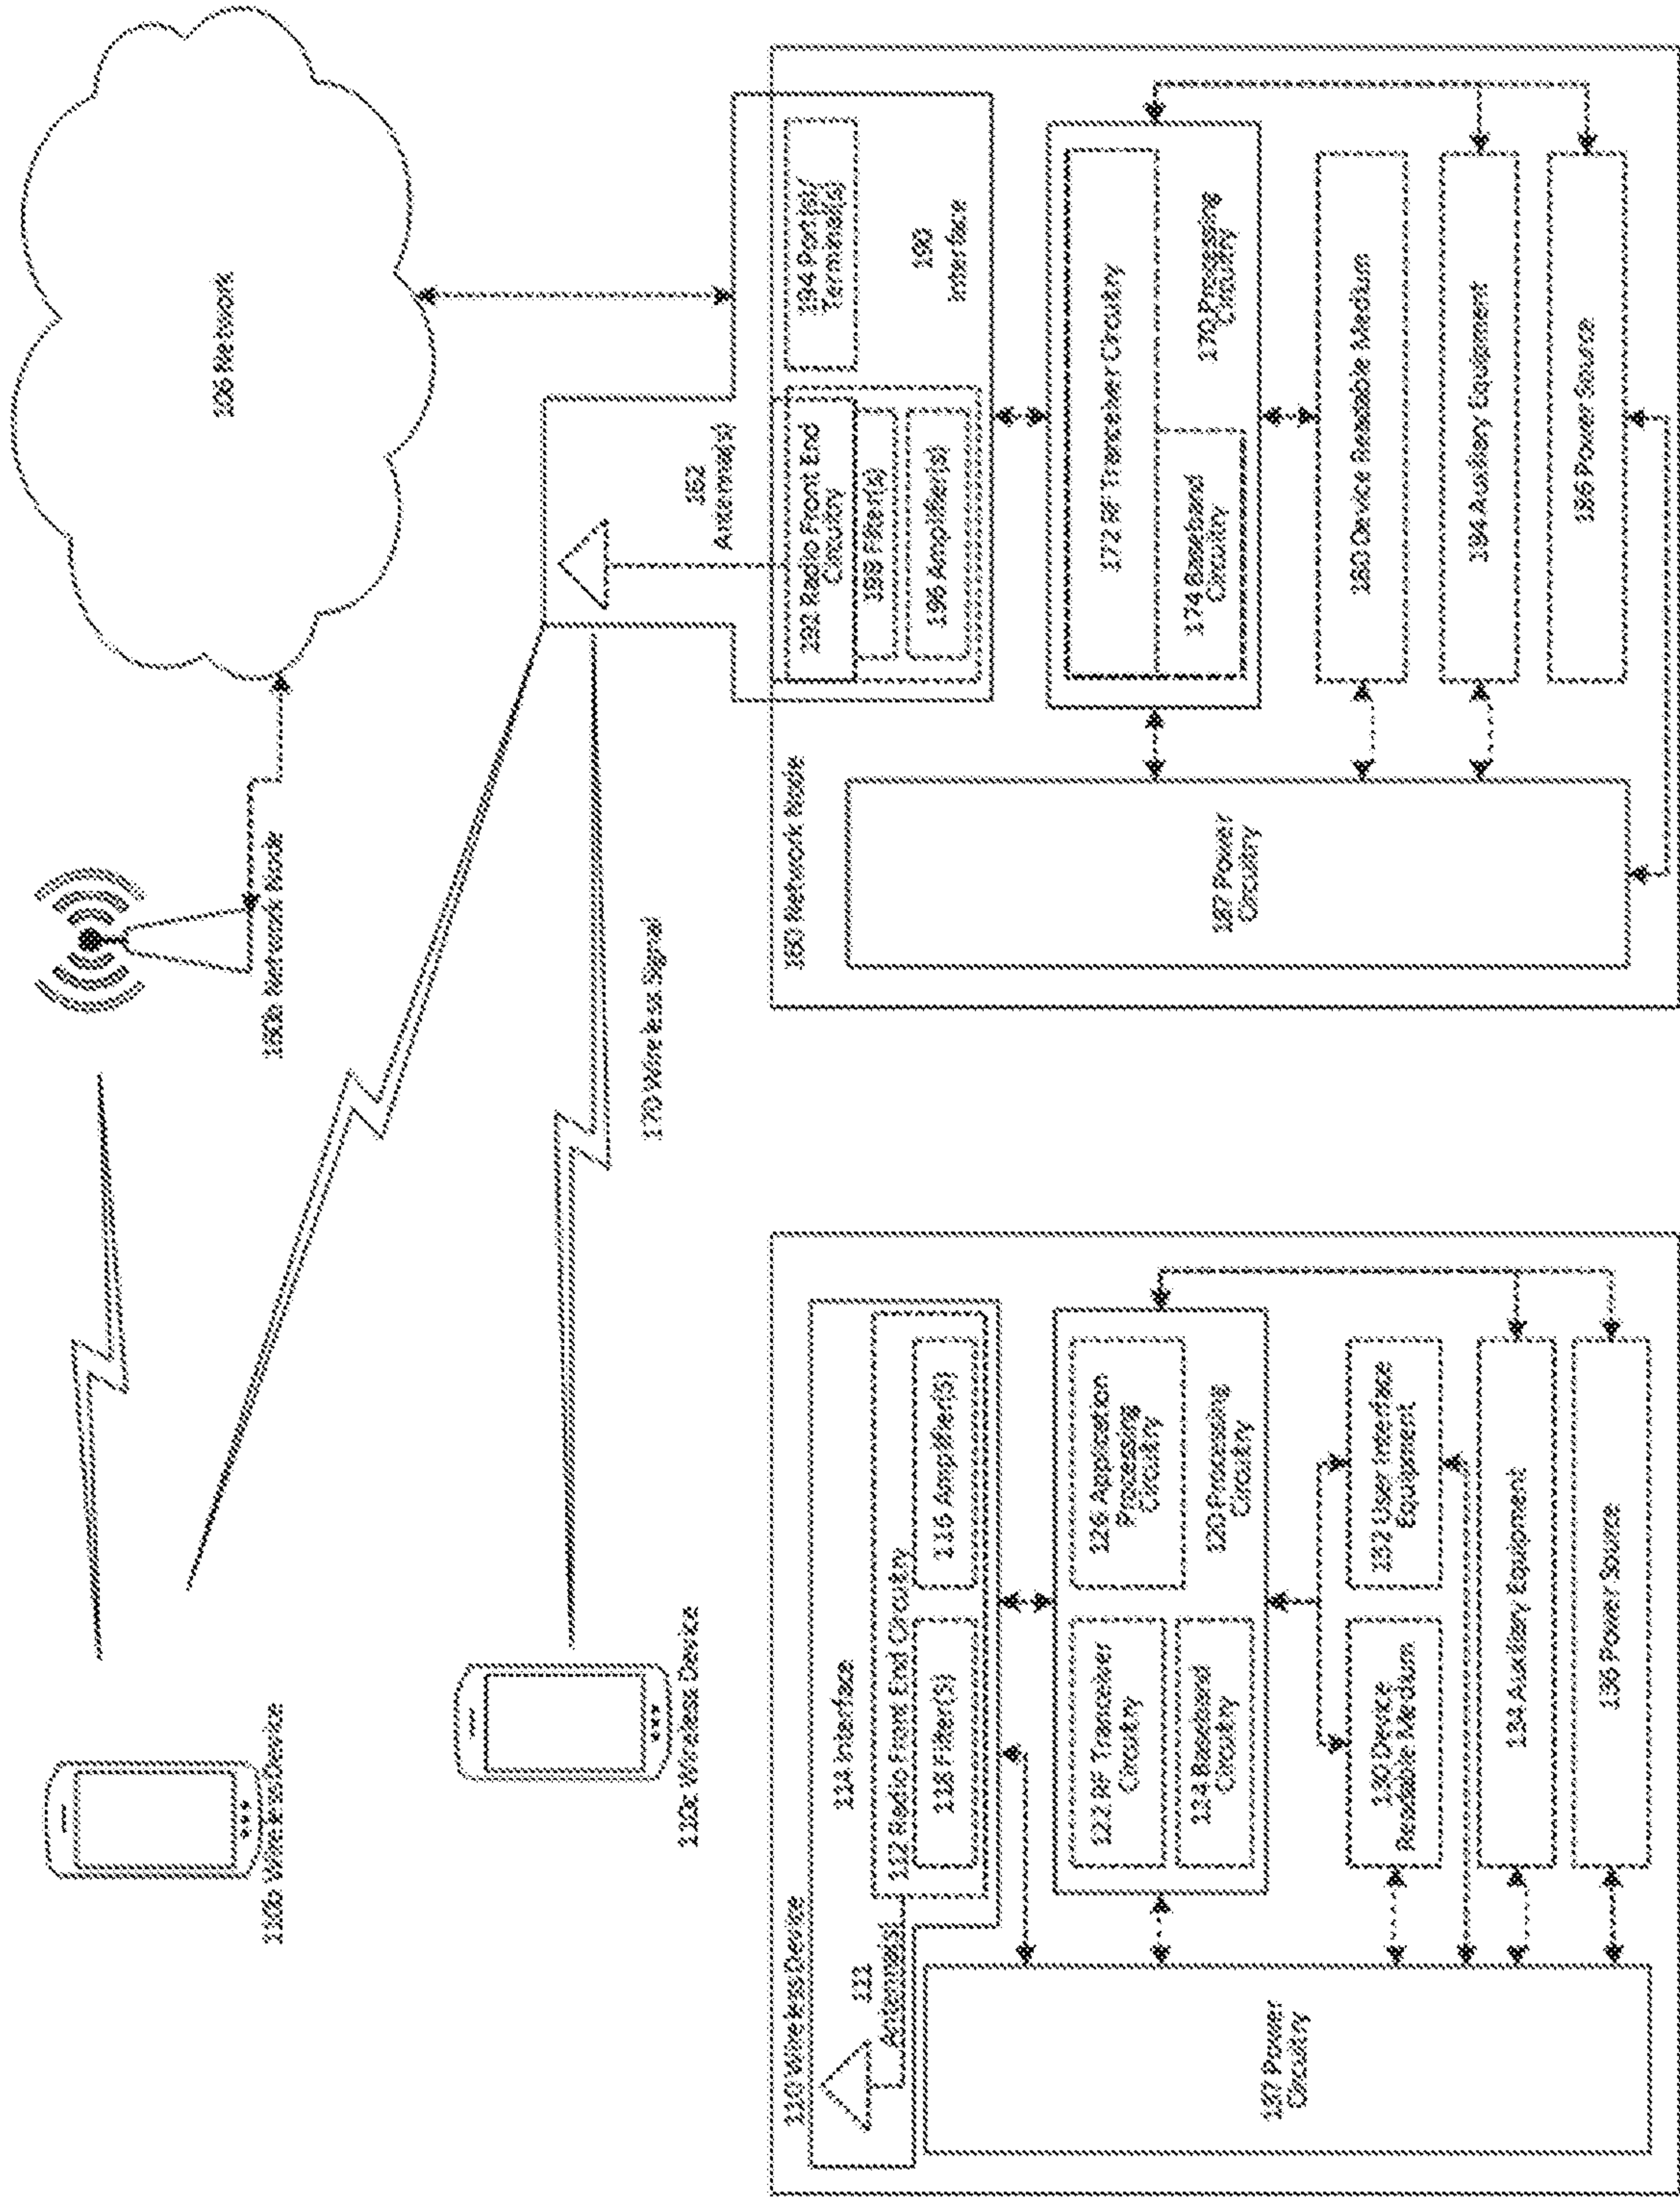 110b Wireless Device
160b Network Node
106 Network
110c Wireless Device
170 Wireless Signal
162
Antenna(s)
110 Wireless Device
111
Antenna(s)
114 Interface
112 Radio Front End Circuitry
118 Filter(S)
116 Amplifier(S)
122 RF Tranceiver
Circuitry
126 Application
Processing
Circuitry
124 Baseband
Circuitry
120 Processing
Circuitry
130 Device
Readable Medium
132 User Interface
Equipment
134 Auxiliary Equipment
136 Power Source
137 Power
Circuitry
160 Network Node
192 Radio Front End
Circuitry
198 Filter(s)
196 Amplifier(s)
194 Port(s)/
Terminal(s)
190
Interface
172 RF Tranceiver Circuitry
174 Baseband
Circuitry
170 Processing
Circuitry
180 Device Readable Medium
184 Auxiliary Equipment
186 Power Source
187 Power
Circuitry